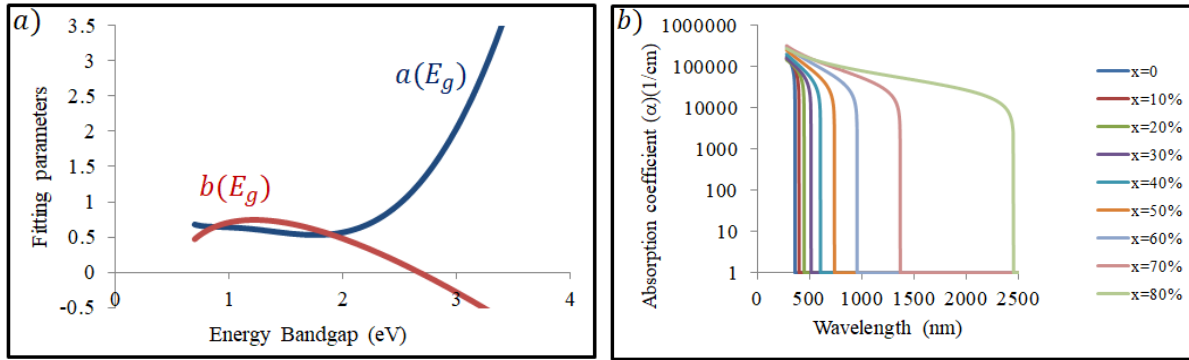 a)
3.5
3
2.5
2
1.5
1
0.5
0
-0.5
Fitting parameters
a(E_g)
b(E_g)
0 1 2 3 4
Energy Bandgap (eV)
b)
1000000
100000
10000
1000
100
10
1
Absorption coefficient (α)(1/cm)
0 500 1000 1500 2000 2500
Wavelength (nm)
x=0
x=10%
x=20%
x=30%
x=40%
x=50%
x=60%
x=70%
x=80%